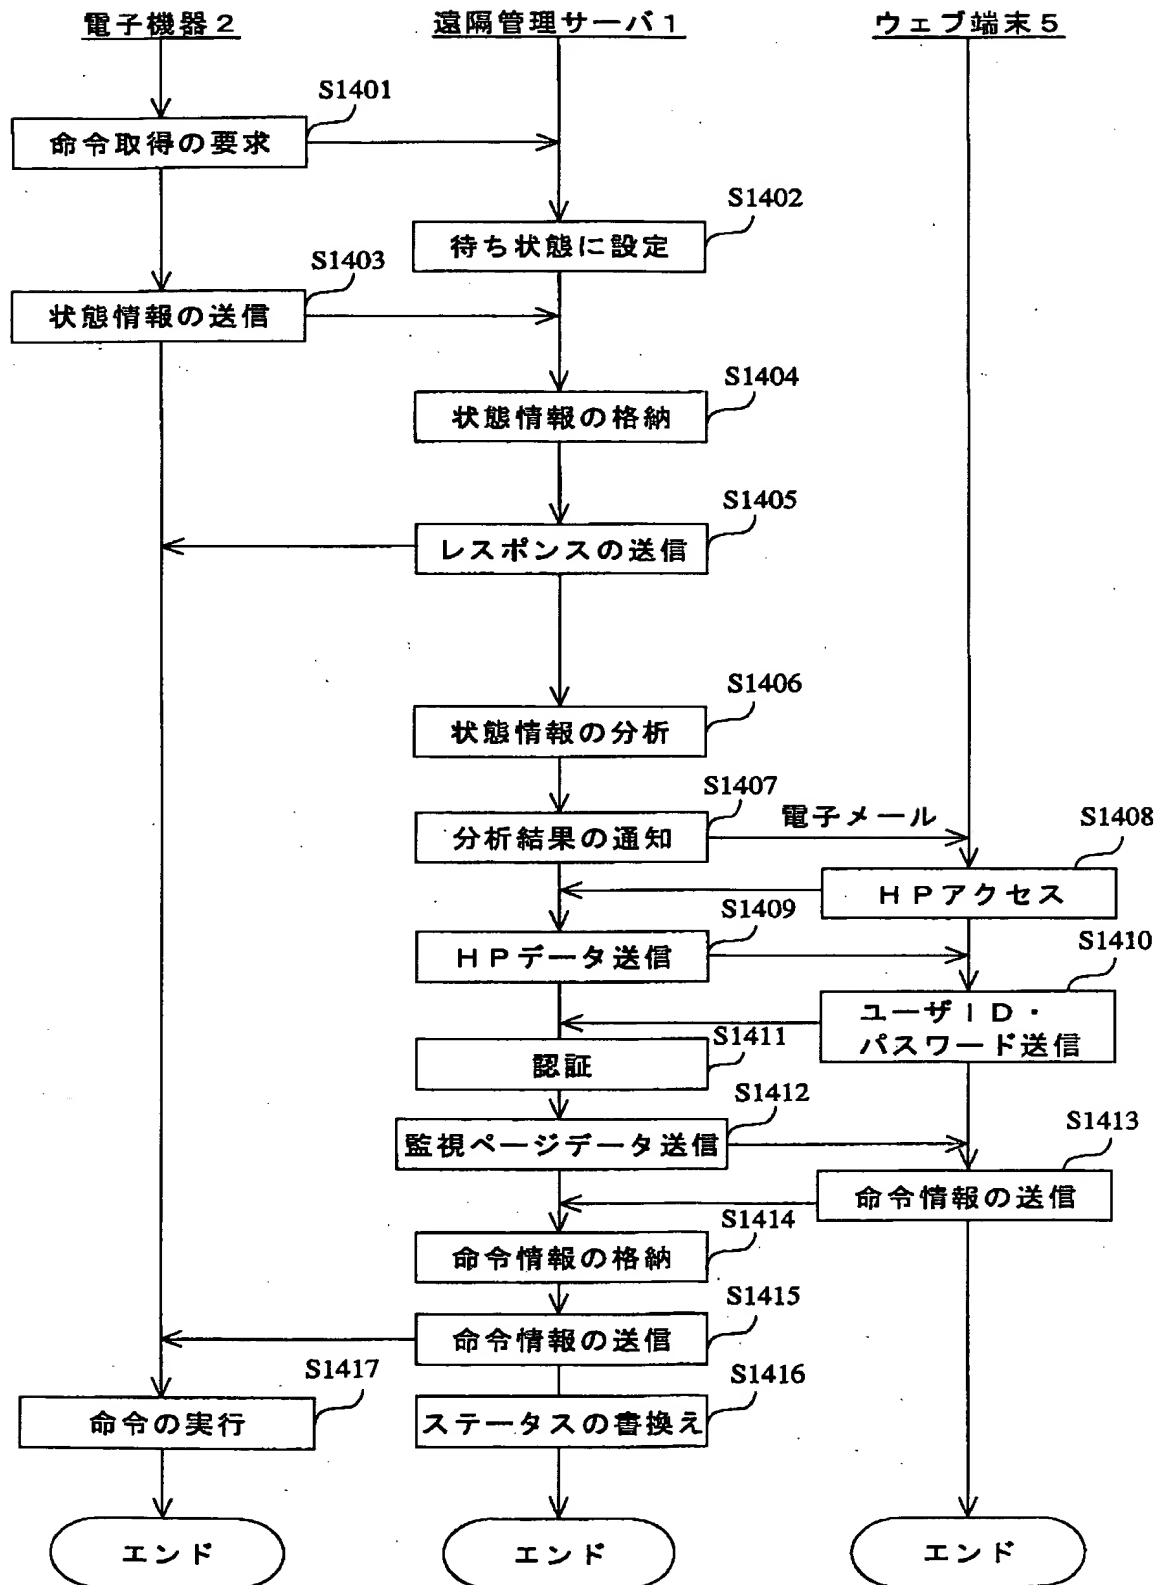 電子機器２
遠隔管理サーバ１
ウェブ端末５
S1401
命令取得の要求
S1402
待ち状態に設定
S1403
状態情報の送信
S1404
状態情報の格納
S1405
レスポンスの送信
S1406
状態情報の分析
S1407
分析結果の通知
電子メール
S1408
ＨＰアクセス
S1409
ＨＰデータ送信
S1410
ユーザＩＤ・
パスワード送信
S1411
認証
S1412
監視ページデータ送信
S1413
命令情報の送信
S1414
命令情報の格納
S1415
命令情報の送信
S1417
命令の実行
S1416
ステータスの書換え
エンド
エンド
エンド